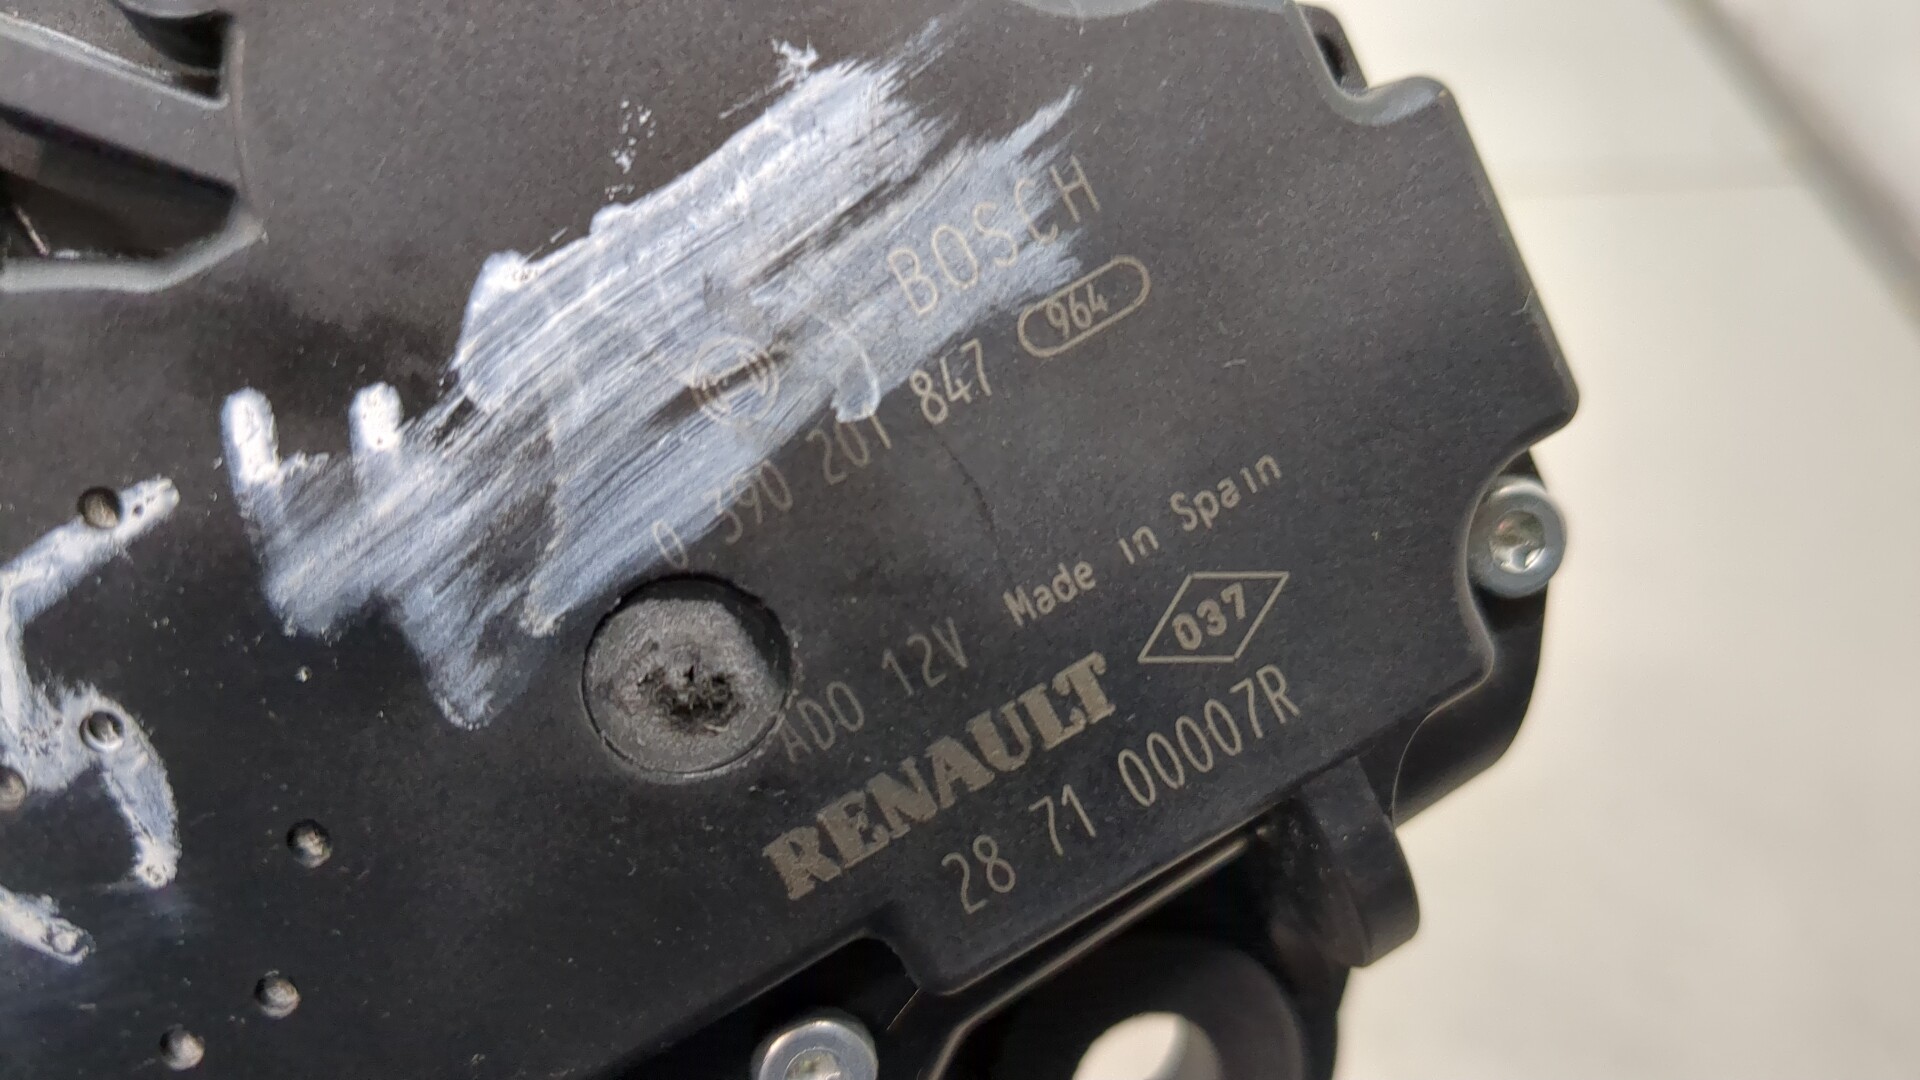 BOSCH
0 390 201 847 964
Made in Spain
ADO 12V
RENAULT 037
28 71 00007R